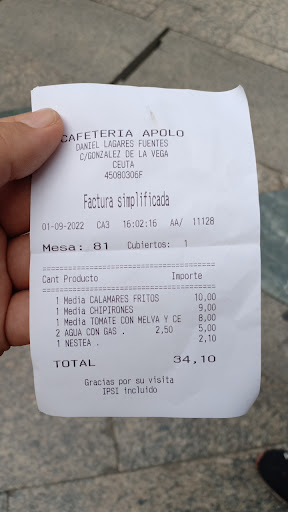 CAFETERIA APOLO
DANIEL LAGARES FUENTES
C/GONZALEZ DE LA VEGA
CEUTA
45080306F
Factura simplificada
01-09-2022 CA3 16:02:16 AA/ 11128
Mesa: 81 Cubiertos: 1
Cant Producto Importe
1 Media CALAMARES FRITOS 10,00
1 Media CHIPIRONES 9,00
1 Media TOMATE CON MELVA Y CE 8,00
2 AGUA CON GAS . 2,50 5,00
1 NESTEA . 2,10
TOTAL 34,10
Gracias por su visita
IPSI incluido